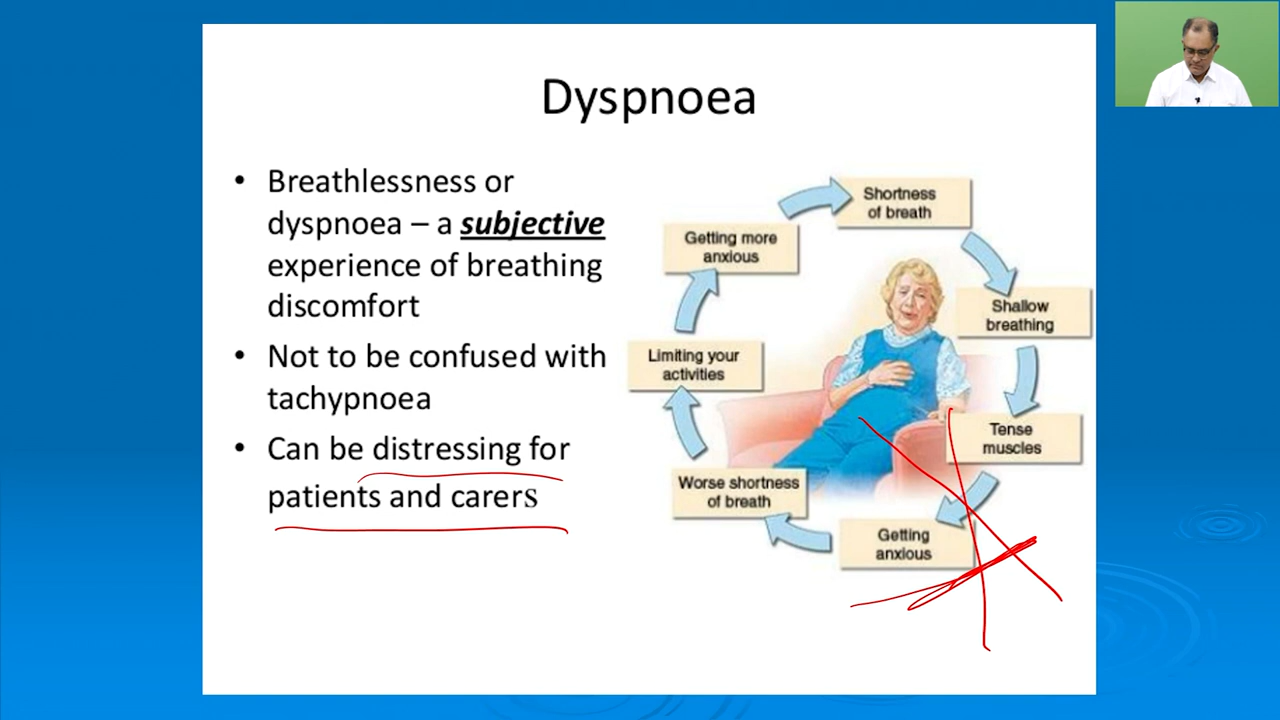 Dyspnoea
• Breathlessness or
dyspnoea – a subjective
experience of breathing
discomfort
• Not to be confused with
tachypnoea
• Can be distressing for
patients and carers
Shortness
of breath
Shallow
breathing
Tense
muscles
Getting
anxious
Worse shortness
of breath
Limiting your
activities
Getting more
anxious